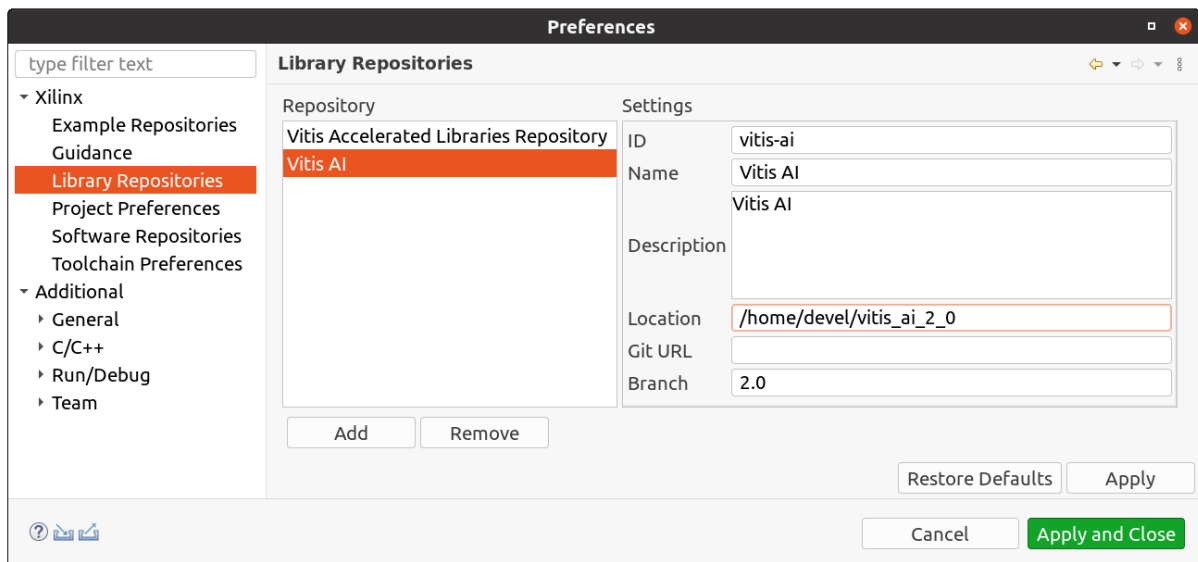 Preferences
type filter text
Xilinx
Example Repositories
Guidance
Library Repositories
Project Preferences
Software Repositories
Toolchain Preferences
Additional
General
C/C++
Run/Debug
Team
Library Repositories
Repository
Vitis Accelerated Libraries Repository
Vitis AI
Add Remove
Settings
ID vitis-ai
Name Vitis AI
Description Vitis AI
Location /home/devel/vitis_ai_2_0
Git URL
Branch 2.0
Restore Defaults Apply
? Cancel Apply and Close